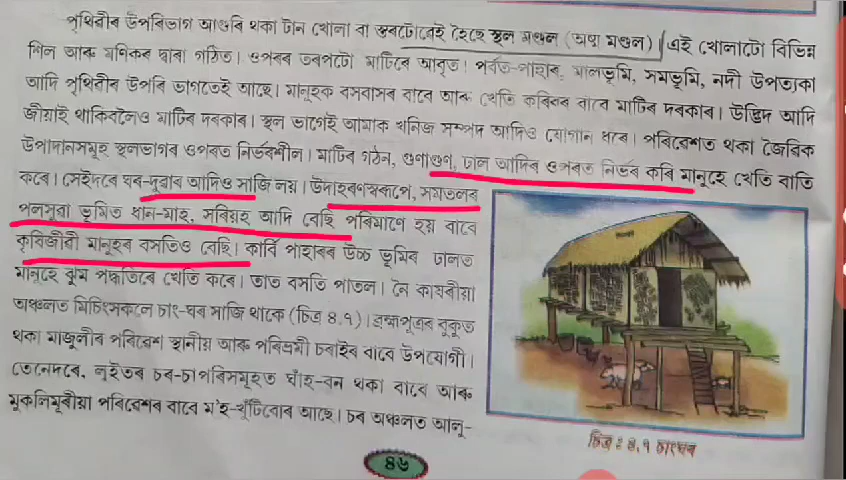 পৃথিৱীৰ উপৰিভাগ আগুৰি থকা টান খোলা বা স্তৰটোৱেই হৈছে স্থল মণ্ডল (অশ্ম মণ্ডল)। এই খোলাটো বিভিন্ন
শিল আৰু মণিকৰ দ্বাৰা গঠিত। ওপৰৰ তৰপটো মাটিৰে আবৃত। পৰ্বত-পাহাৰ, মালভূমি, সমভূমি, নদী উপত্যকা
আদি পৃথিৱীৰ উপৰি ভাগতেই আছে। মানুহক বসবাসৰ বাবে আৰু খেতি কৰিবৰ বাবে মাটিৰ দৰকাৰ। উদ্ভিদ আদি
জীয়াই থাকিবলৈও মাটিৰ দৰকাৰ। স্থল ভাগেই আমাক খনিজ সম্পদ আদিও যোগান ধৰে। পৰিৱেশত থকা জৈৱিক
উপাদানসমূহ স্থলভাগৰ ওপৰত নিৰ্ভৰশীল। মাটিৰ গঠন, গুণাগুণ, ঢাল আদিৰ ওপৰত নিৰ্ভৰ কৰি মানুহে খেতি বাতি
কৰে। সেইদৰে ঘৰ-দুৱাৰ আদিও সাজি লয়। উদাহৰণস্বৰূপে, সমতলৰ
পলসুৱা ভূমিত ধান-মাহ, সৰিয়হ আদি বেছি পৰিমাণে হয় বাবে
কৃষিজীৱী মানুহৰ বসতিও বেছি। কাৰ্বি পাহাৰৰ উচ্চ ভূমিৰ ঢালত
মানুহে ঝুম পদ্ধতিৰে খেতি কৰে। তাত বসতি পাতল। নৈ কাষৰীয়া
অঞ্চলত মিচিংসকলে চাং-ঘৰ সাজি থাকে (চিত্ৰ ৪.৭)। ব্ৰহ্মপুত্ৰৰ বুকুত
থকা মাজুলীৰ পৰিৱেশ স্থানীয় আৰু পৰিভ্ৰমী চৰাইৰ বাবে উপযোগী।
তেনেদৰে, লুইতৰ চৰ-চাপৰিসমূহত ঘাঁহ-বন থকা বাবে আৰু
মুকলিমূৰীয়া পৰিৱেশৰ বাবে ম'হ-খুঁটিবোৰ আছে। চৰ অঞ্চলত আলু-
চিত্ৰ : ৪.৭ চাংঘৰ
৪৬